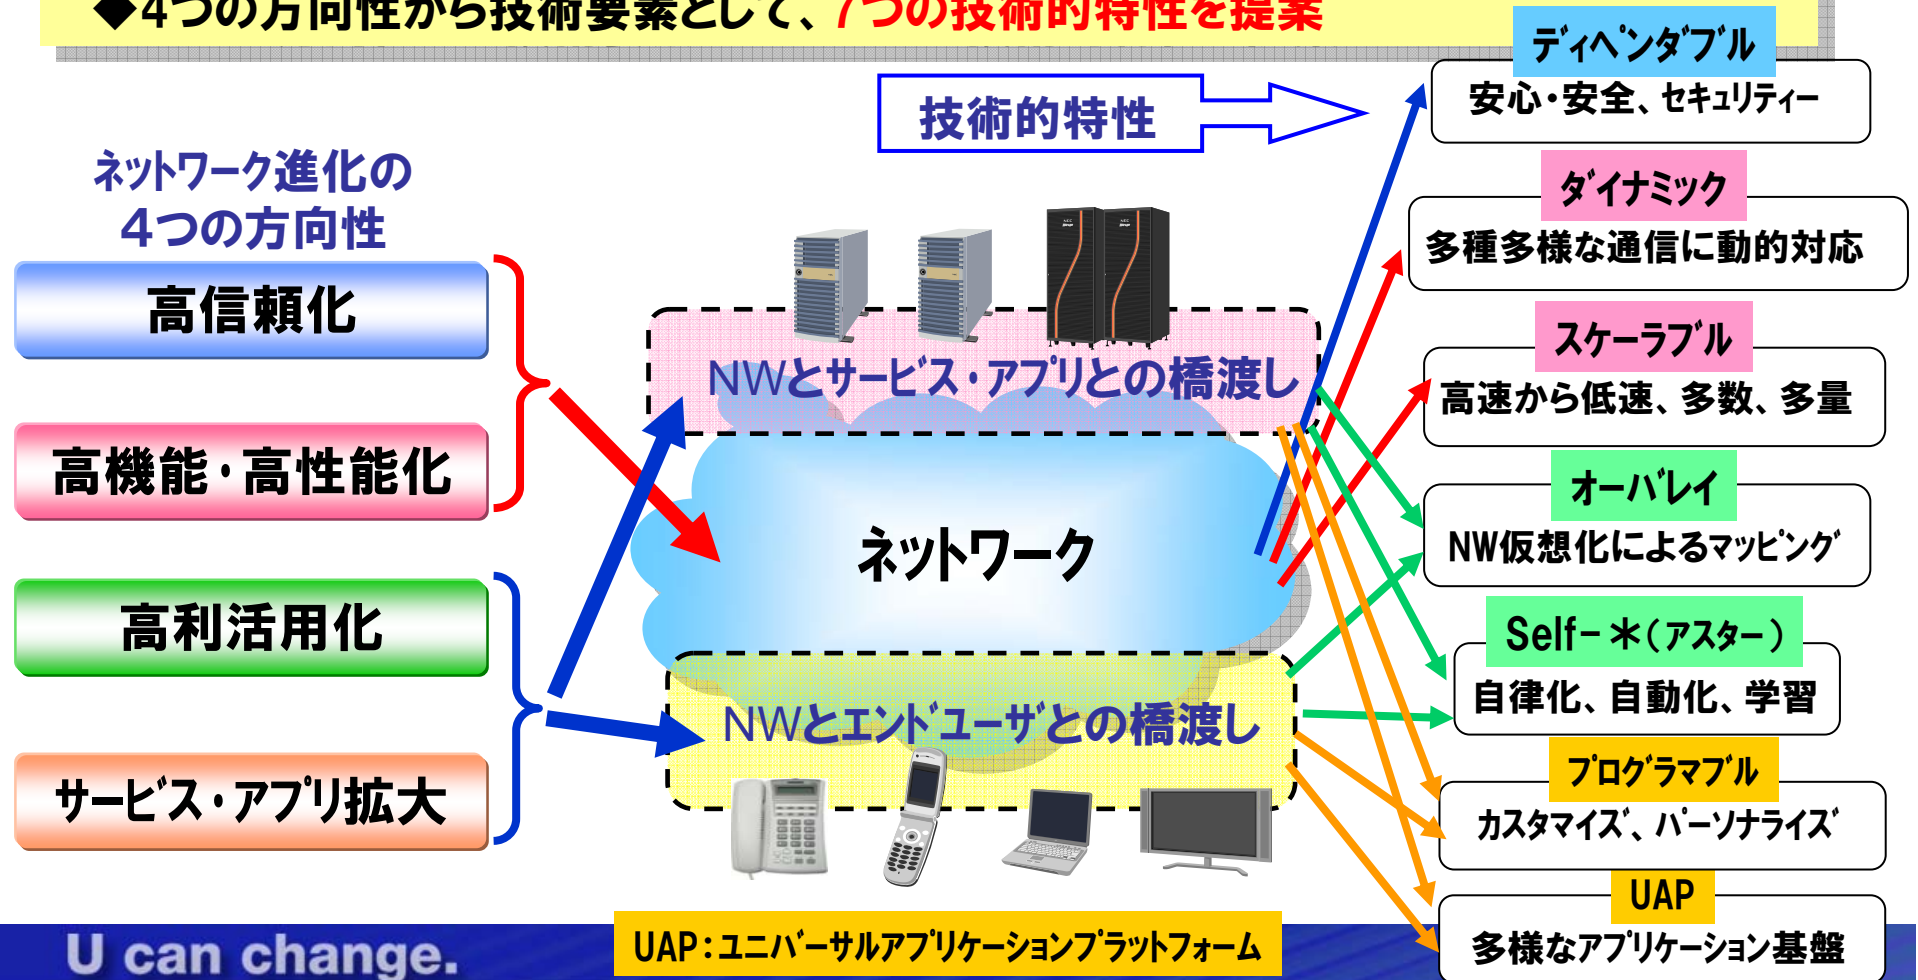 ◆4つの方向性から技術要素として、7つの技術的特性を提案
技術的特性
ネットワーク進化の
4つの方向性
高信頼化
高機能・高性能化
高利活用化
サービス・アプリ拡大
NWとサービス・アプリとの橋渡し
ネットワーク
NWとエンドユーザとの橋渡し
ディペンダブル
安心・安全、セキュリティー
ダイナミック
多種多様な通信に動的対応
スケーラブル
高速から低速、多数、多量
オーバレイ
NW仮想化によるマッピング
Self-＊(アスター)
自律化、自動化、学習
プログラマブル
カスタマイズ、パーソナライズ
UAP
多様なアプリケーション基盤
UAP:ユニバーサルアプリケーションプラットフォーム
U can change.